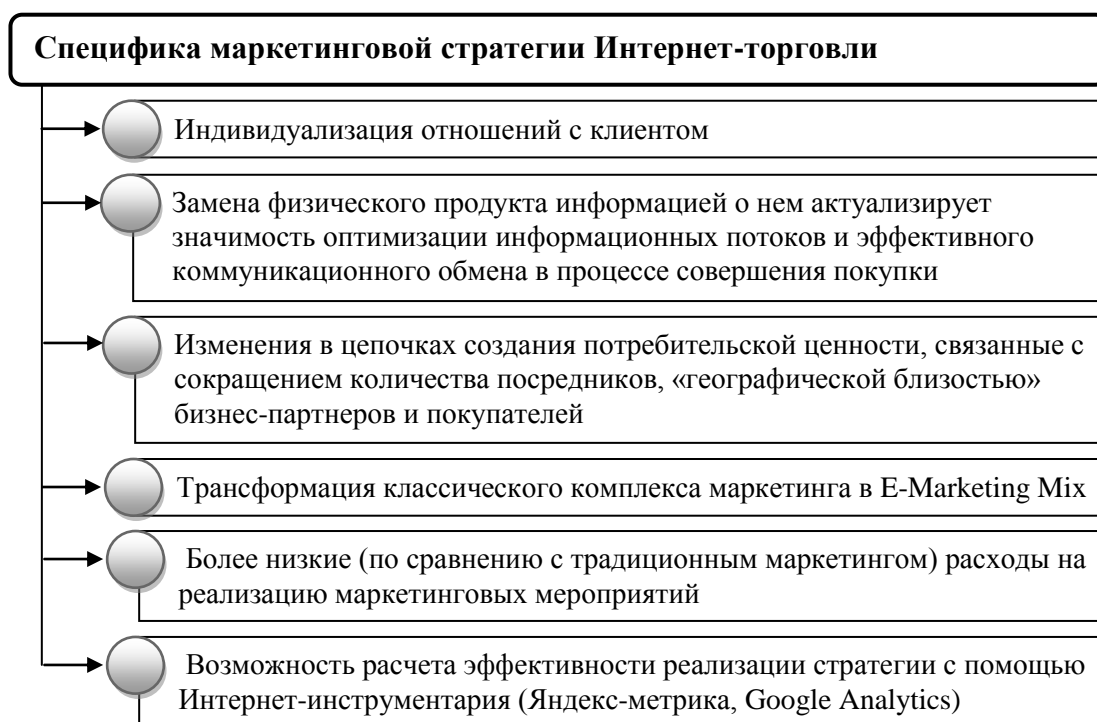 Специфика маркетинговой стратегии Интернет-торговли
Индивидуализация отношений с клиентом
Замена физического продукта информацией о нем актуализирует
значимость оптимизации информационных потоков и эффективного
коммуникационного обмена в процессе совершения покупки
Изменения в цепочках создания потребительской ценности, связанные с
сокращением количества посредников, «географической близостью»
бизнес-партнеров и покупателей
Трансформация классического комплекса маркетинга в E-Marketing Mix
Более низкие (по сравнению с традиционным маркетингом) расходы на
реализацию маркетинговых мероприятий
Возможность расчета эффективности реализации стратегии с помощью
Интернет-инструментария (Яндекс-метрика, Google Analytics)